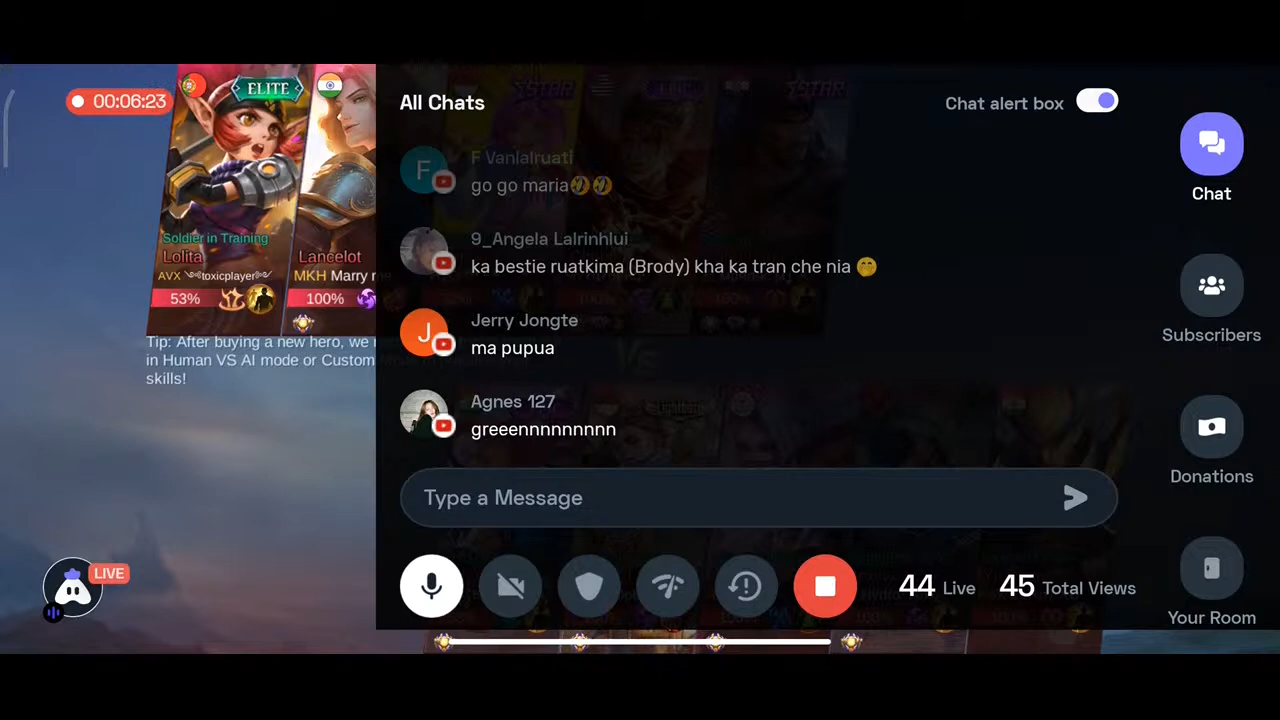 00:06:23
ELITE
Soldier in Training
Lolita
AVX ༺toxicplayer༻
53%
Lancelot
MKH Marry
100%
Tip: After buying a new hero, we
in Human VS AI mode or Custom
skills!
LIVE
All Chats
Chat alert box
F Vanlalruati
go go maria🤣🤣
9_Angela Lalrinhlui
ka bestie ruatkima (Brody) kha ka tran che nia 🤭
J
Jerry Jongte
ma pupua
Agnes 127
greeennnnnnnnn
Type a Message
44 Live
45 Total Views
Chat
Subscribers
Donations
Your Room